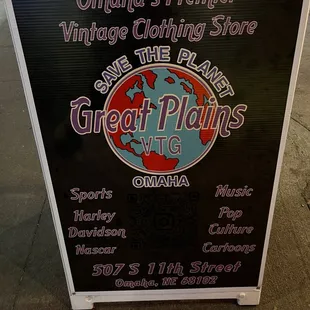 Omaha's Premier
Vintage Clothing Store
SAVE THE PLANET
Great Plains
VTG
OMAHA
Sports
Music
Harley
Davidson
Pop
Culture
Nascar
Cartoons
507 S 11th Street
Omaha, NE 68102